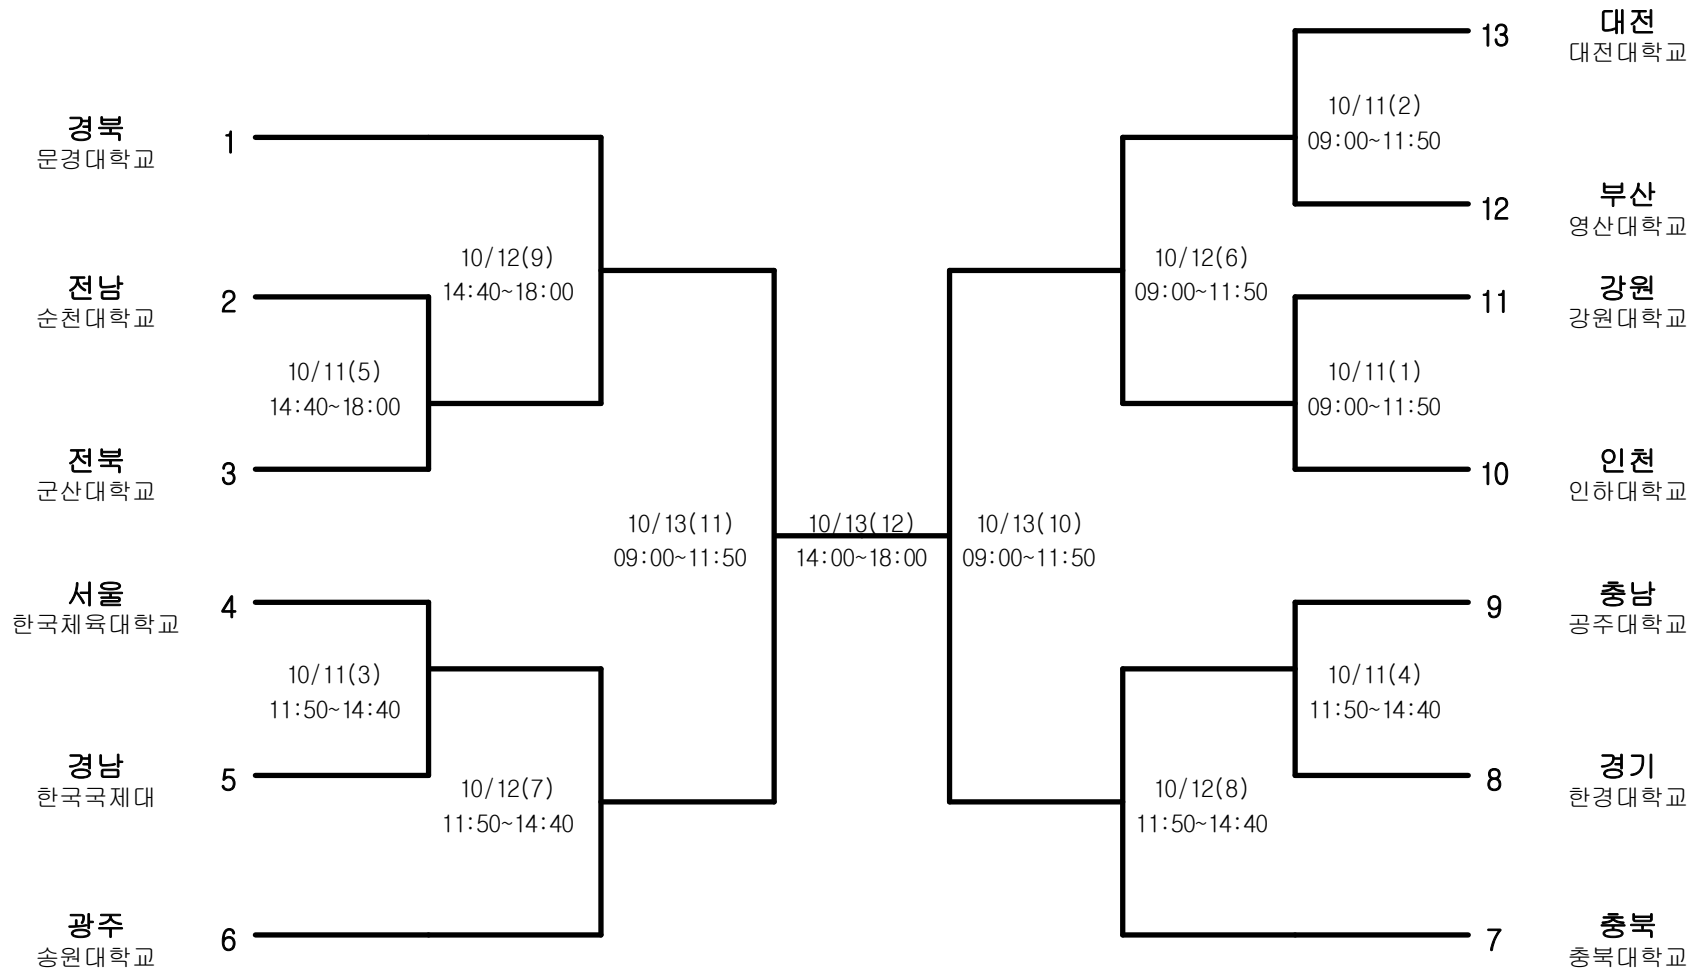 경북
문경대학교
1
전남
순천대학교
2
전북
군산대학교
3
서울
한국체육대학교
4
경남
한국국제대
5
광주
송원대학교
6
10/11(5)
14:40~18:00
10/11(3)
11:50~14:40
10/12(9)
14:40~18:00
10/12(7)
11:50~14:40
10/13(11)
09:00~11:50
10/13(12)
14:00~18:00
10/13(10)
09:00~11:50
10/12(6)
09:00~11:50
10/12(8)
11:50~14:40
10/11(2)
09:00~11:50
10/11(1)
09:00~11:50
10/11(4)
11:50~14:40
13
대전
대전대학교
12
부산
영산대학교
11
강원
강원대학교
10
인천
인하대학교
9
충남
공주대학교
8
경기
한경대학교
7
충북
충북대학교